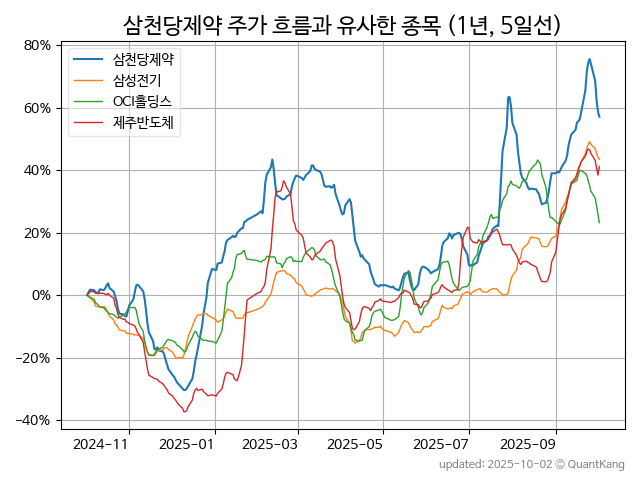 삼천당제약 주가 흐름과 유사한 종목 (1년, 5일선)
80%
60%
40%
20%
0%
−20%
−40%
삼천당제약
삼성전기
OCI홀딩스
제주반도체
2024-11
2025-01
2025-03
2025-05
2025-07
2025-09
updated: 2025-10-02 © QuantKang